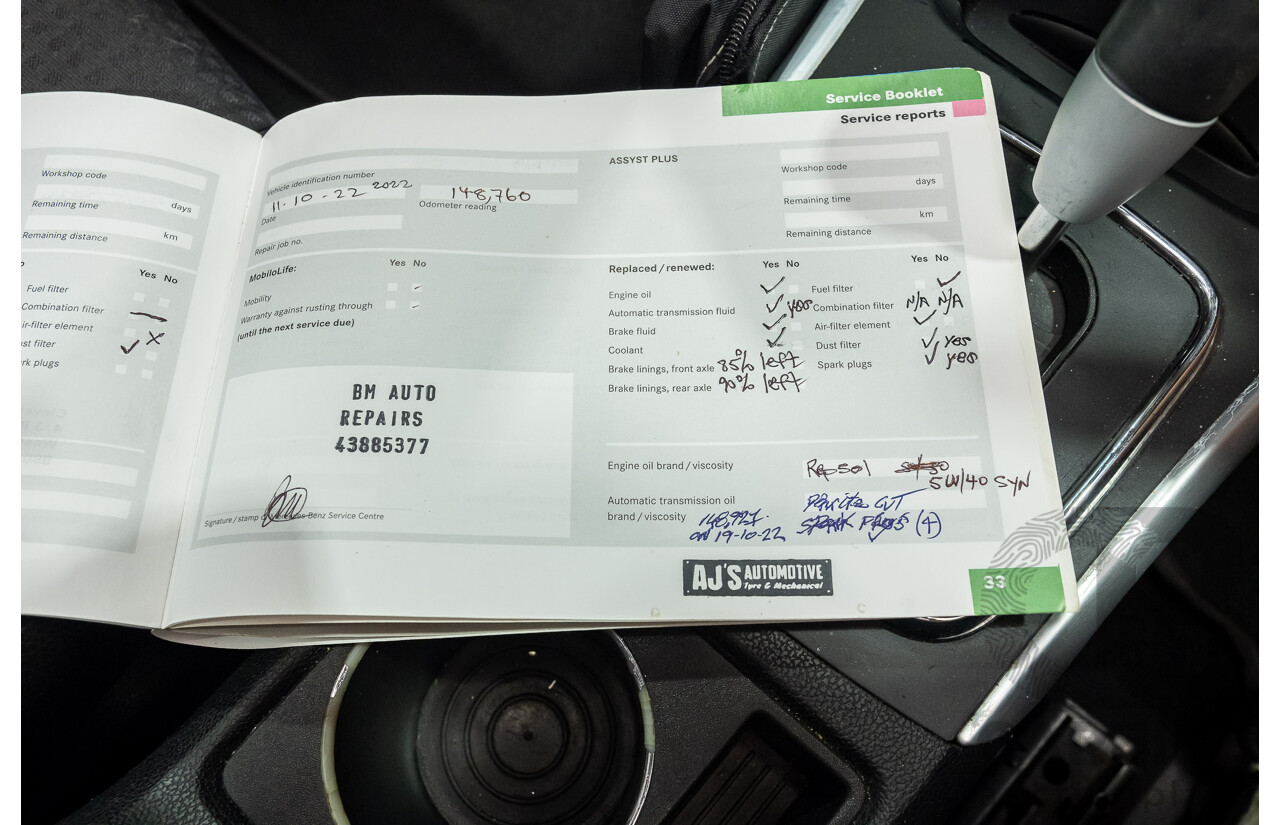 Service Booklet
Service reports
Workshop code
days
Remaining time
km
Remaining distance
Yes No
Fuel filter
Combination filter
ir-filter element
st filter
rk plugs
Vehicle identification number
11-10-22 2022
148,760
Date
Odometer reading
Repair job no.
ASSYST PLUS
Workshop code
days
Remaining time
km
Remaining distance
MobiloLife:
Yes No
Mobility
Warranty against rusting through
(until the next service due)
BM AUTO
REPAIRS
43885377
Signature / stamp Benz Service Centre
Replaced / renewed:
Yes No
Engine oil
Automatic transmission fluid yes
Brake fluid
Coolant
Brake linings, front axle 85% left
Brake linings, rear axle 90% left
Yes No
Fuel filter
Combination filter N/A N/A
Air-filter element
Dust filter yes
Spark plugs yes
Engine oil brand / viscosity Repsol
5W/40 SYN
Automatic transmission oil
brand / viscosity
CVT
148,927
on 19-10-22
Spark Plugs (4)
AJ'S AUTOMOTIVE
Tyre & Mechanical
33